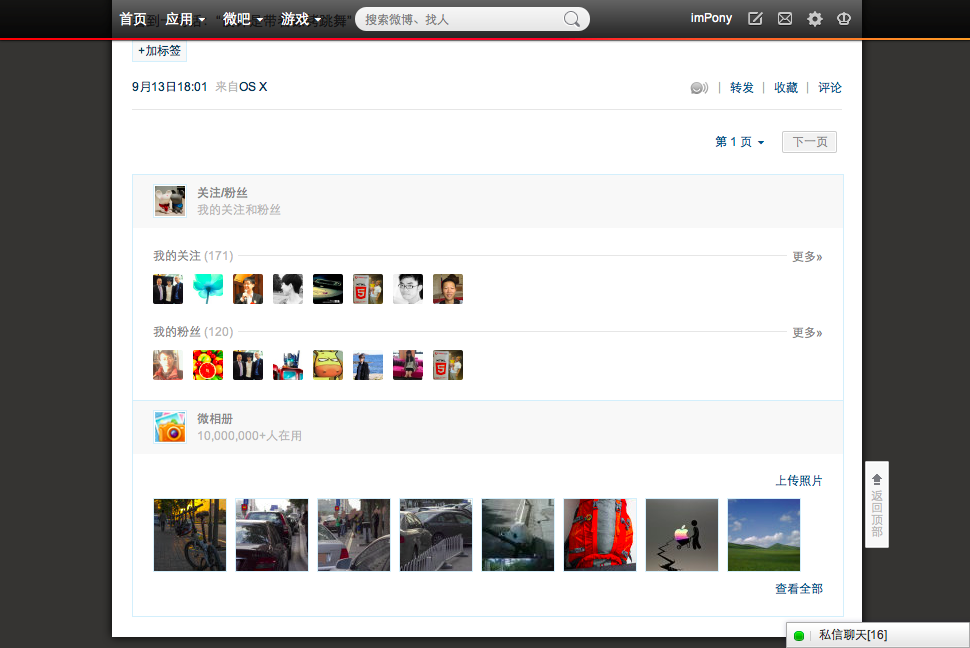 首页 应用 微吧 游戏 搜索微博、找人 imPony
+加标签
9月13日18:01 来自OS X 转发 | 收藏 | 评论
第 1 页 下一页
关注/粉丝
我的关注和粉丝
我的关注 (171) 更多»
我的粉丝 (120) 更多»
微相册
10,000,000+人在用
上传照片
查看全部
返回顶部
私信聊天[16]